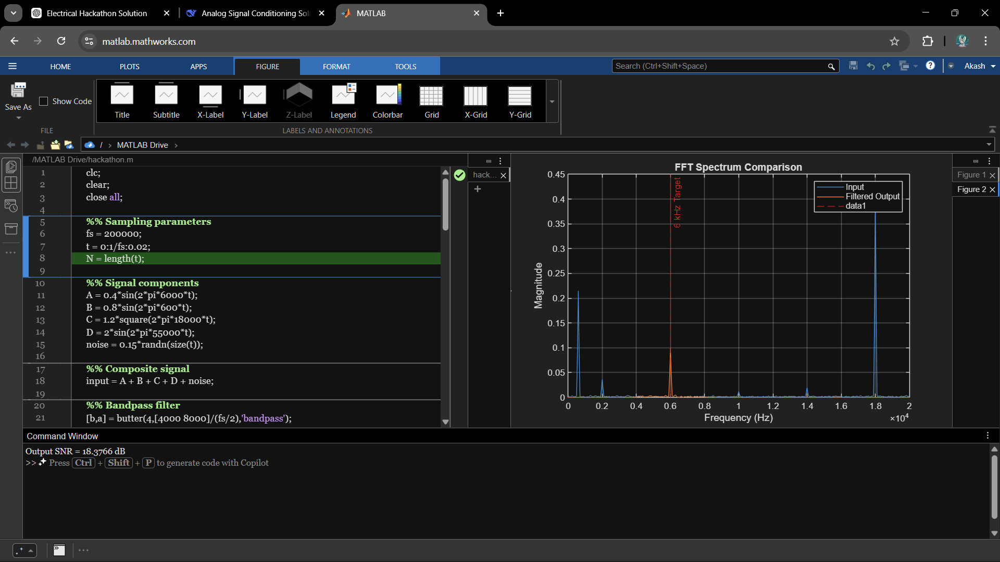 Electrical Hackathon Solution
Analog Signal Conditioning Sol
MATLAB
matlab.mathworks.com
HOME
PLOTS
APPS
FIGURE
FORMAT
TOOLS
Search (Ctrl+Shift+Space)
Akash
Save As
Show Code
Title
Subtitle
X-Label
Y-Label
Z-Label
Legend
Colorbar
Grid
X-Grid
Y-Grid
FILE
LABELS AND ANNOTATIONS
/ › MATLAB Drive ›
/MATLAB Drive/hackathon.m
1 clc;
2 clear;
3 close all;
4
5 %% Sampling parameters
6 fs = 200000;
7 t = 0:1/fs:0.02;
8 N = length(t);
9
10 %% Signal components
11 A = 0.4*sin(2*pi*6000*t);
12 B = 0.8*sin(2*pi*600*t);
13 C = 1.2*square(2*pi*18000*t);
14 D = 2*sin(2*pi*55000*t);
15 noise = 0.15*randn(size(t));
16
17 %% Composite signal
18 input = A + B + C + D + noise;
19
20 %% Bandpass filter
21 [b,a] = butter(4,[4000 8000]/(fs/2),'bandpass');
hack...
FFT Spectrum Comparison
0.45
0.4
0.35
0.3
0.25
0.2
0.15
0.1
0.05
0
Magnitude
6 kHz Target
Input
Filtered Output
data1
0 0.2 0.4 0.6 0.8 1 1.2 1.4 1.6 1.8 2
Frequency (Hz)
×10⁴
Figure 1
Figure 2
Command Window
Output SNR = 18.3766 dB
>> Press Ctrl + Shift + P to generate code with Copilot